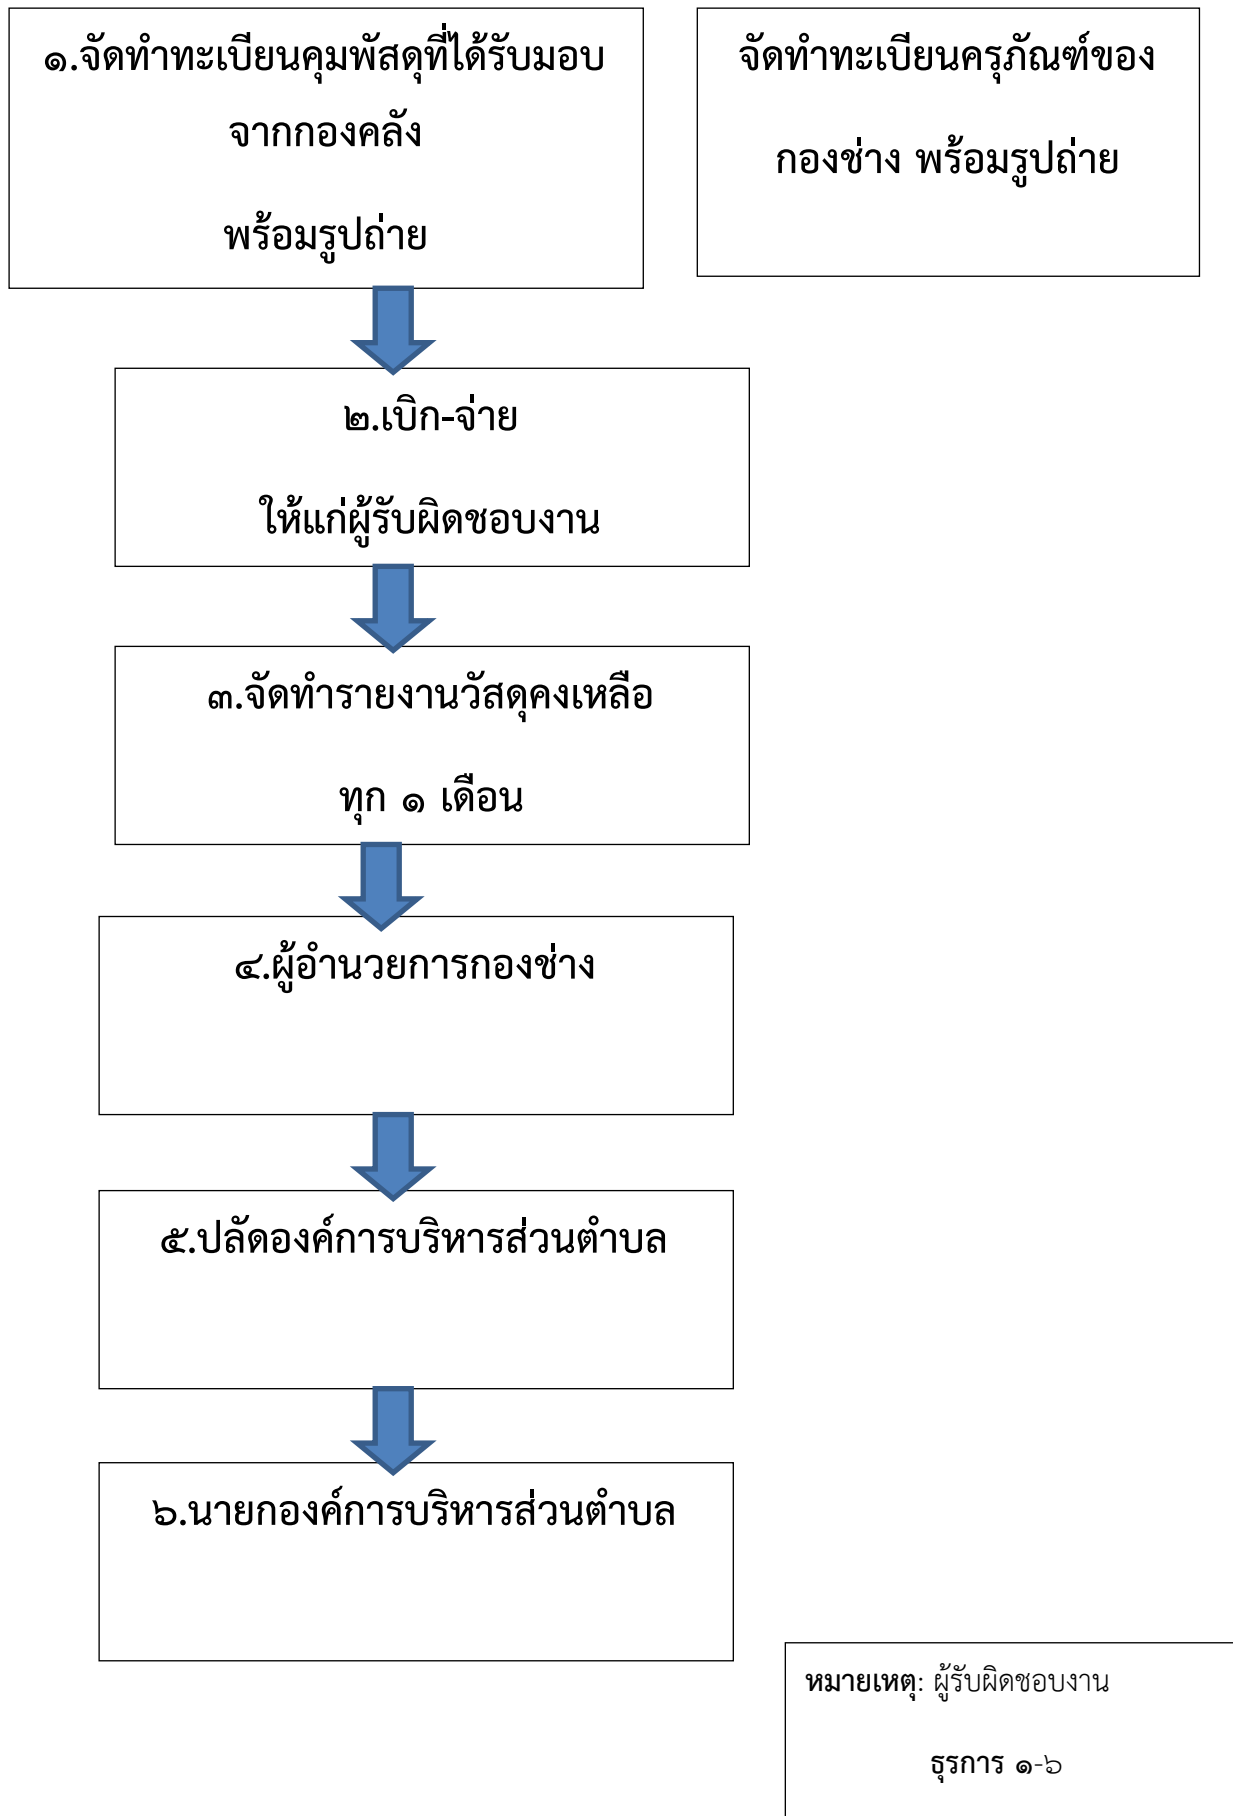 ๑.จัดทำทะเบียนคุมพัสดุที่ได้รับมอบ
จากกองคลัง
พร้อมรูปถ่าย
จัดทำทะเบียนครุภัณฑ์ของ
กองช่าง พร้อมรูปถ่าย
๒.เบิก-จ่าย
ให้แก่ผู้รับผิดชอบงาน
๓.จัดทำรายงานวัสดุคงเหลือ
ทุก ๑ เดือน
๔.ผู้อำนวยการกองช่าง
๕.ปลัดองค์การบริหารส่วนตำบล
๖.นายกองค์การบริหารส่วนตำบล
หมายเหตุ: ผู้รับผิดชอบงาน
ธุรการ ๑-๖